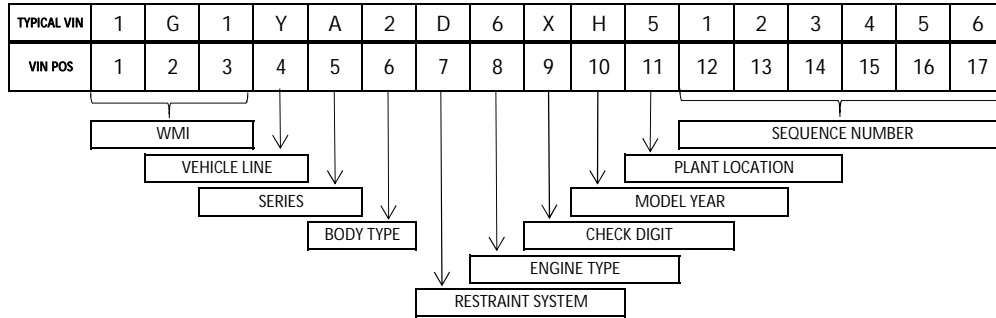 TYPICAL VIN 1 G 1 Y A 2 D 6 X H 5 1 2 3 4 5 6
VIN POS 1 2 3 4 5 6 7 8 9 10 11 12 13 14 15 16 17
WMI SEQUENCE NUMBER
VEHICLE LINE PLANT LOCATION
SERIES MODEL YEAR
BODY TYPE CHECK DIGIT
ENGINE TYPE
RESTRAINT SYSTEM